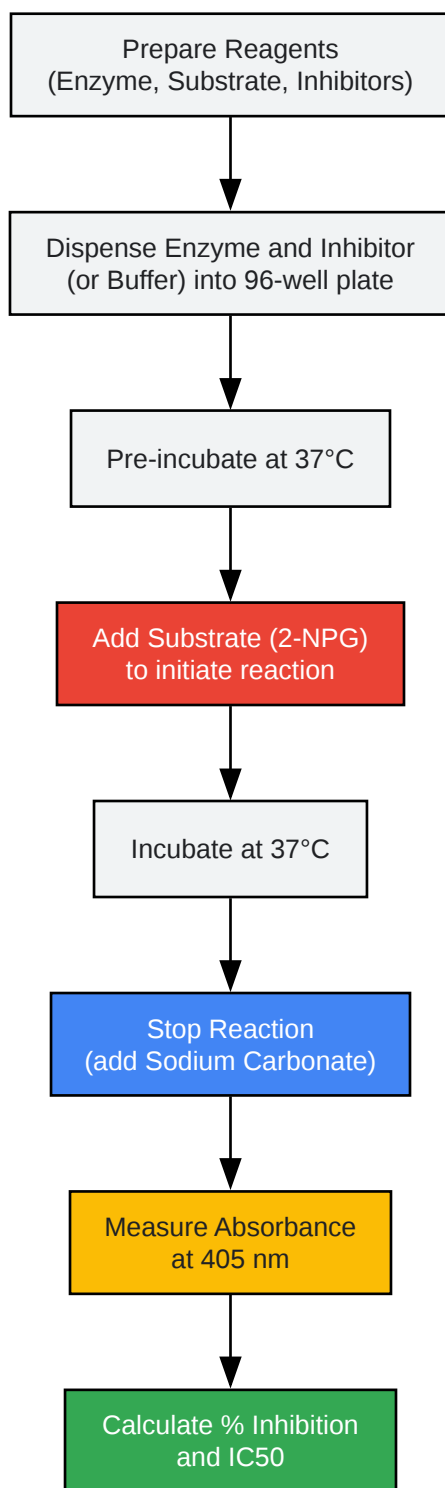 Prepare Reagents
(Enzyme, Substrate, Inhibitors)
Dispense Enzyme and Inhibitor
(or Buffer) into 96-well plate
Pre-incubate at 37°C
Add Substrate (2-NPG)
to initiate reaction
Incubate at 37°C
Stop Reaction
(add Sodium Carbonate)
Measure Absorbance
at 405 nm
Calculate % Inhibition
and IC50